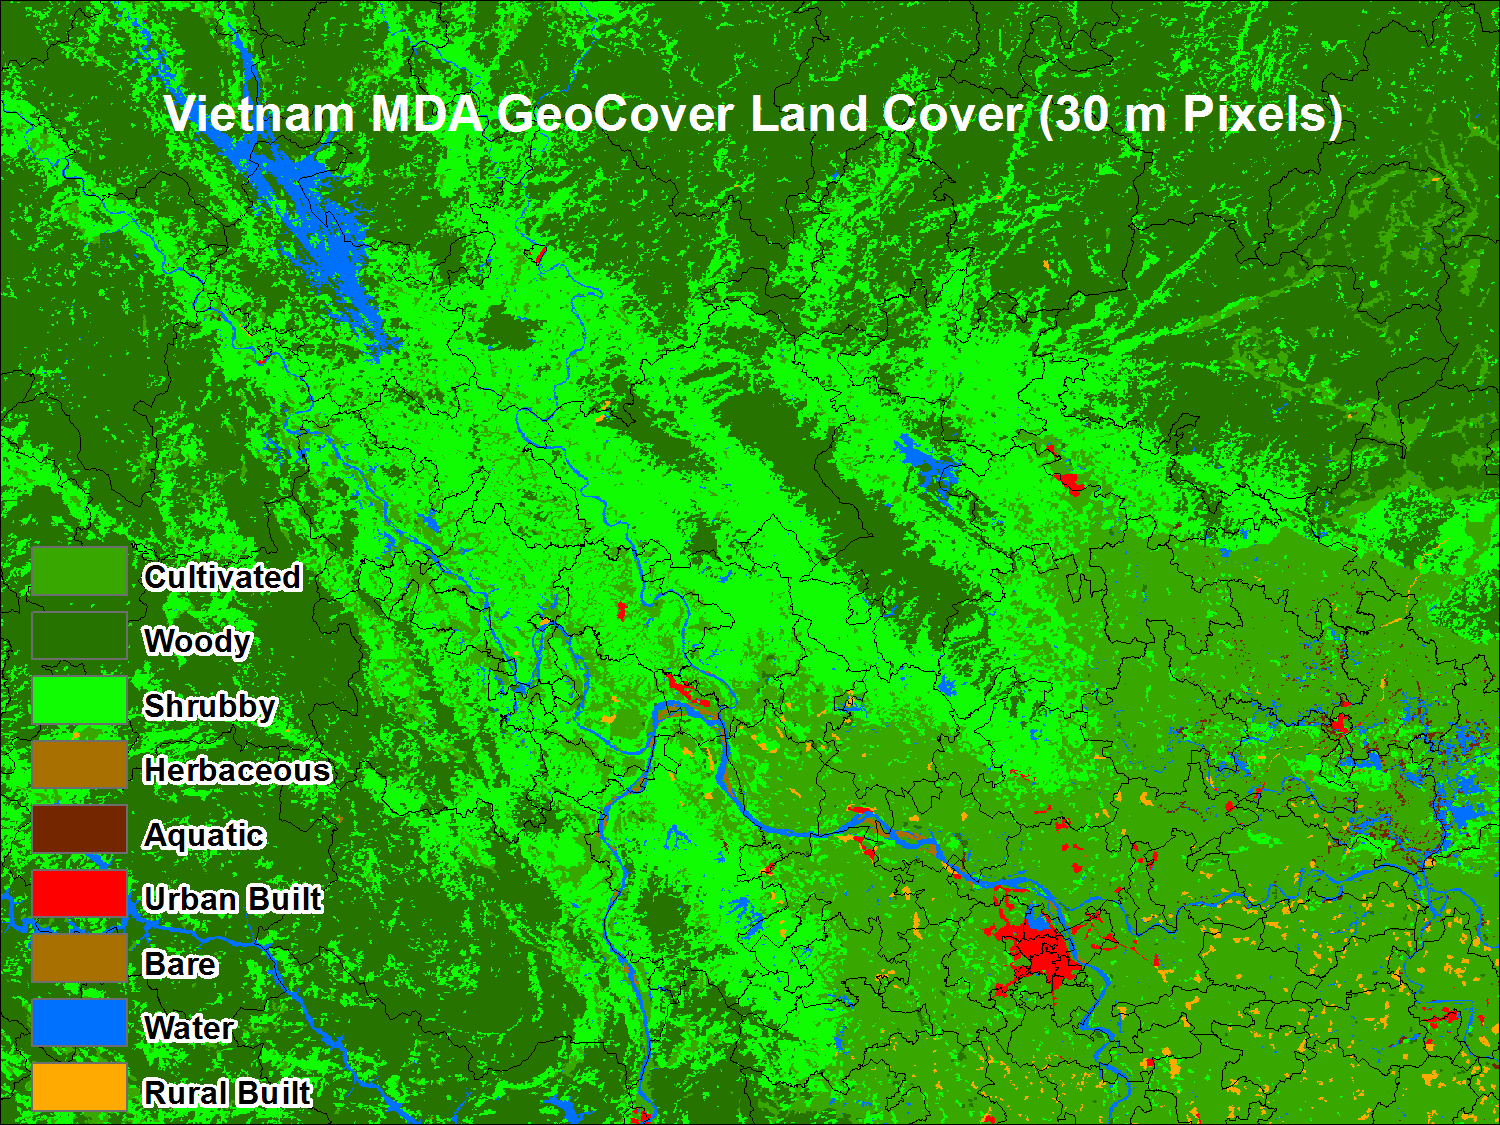 Vietnam MDA GeoCover Land Cover (30 m Pixels)
Cultivated
Woody
Shrubby
Herbaceous
Aquatic
Urban Built
Bare
Water
Rural Built